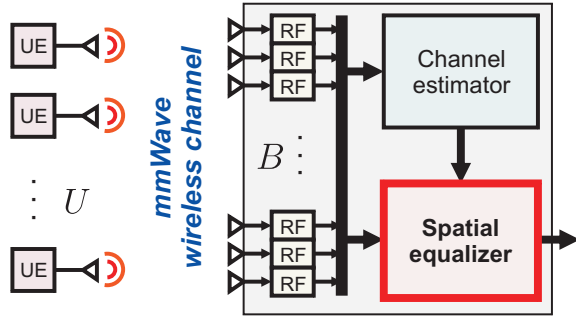 UE
UE
U
UE
mmWave
wireless channel
RF
RF
RF
B
RF
RF
RF
Channel
estimator
Spatial
equalizer